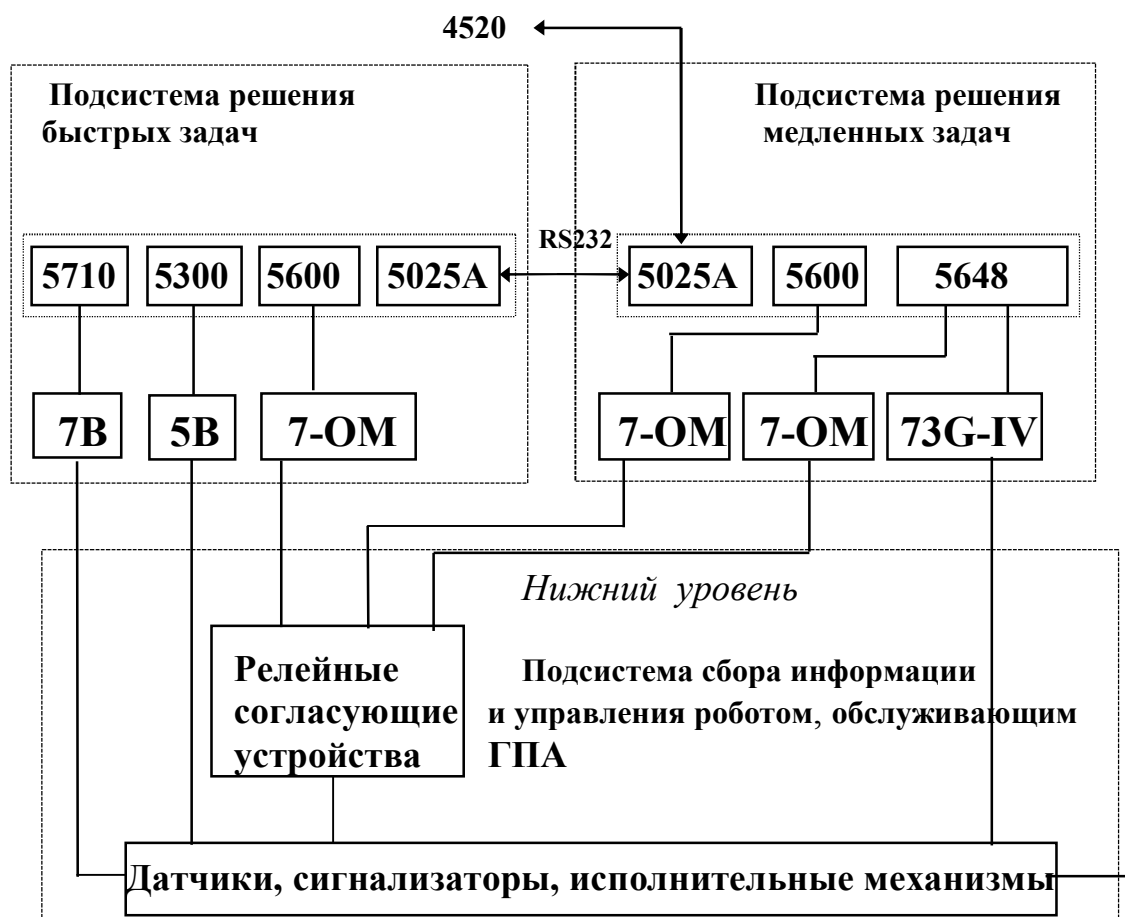 4520
Подсистема решения
быстрых задач
Подсистема решения
медленных задач
RS232
5710
5300
5600
5025A
5025A
5600
5648
7B
5B
7-OM
7-OM
7-OM
73G-IV
Нижний уровень
Релейные
согласующие
устройства
Подсистема сбора информации
и управления роботом, обслуживающим
ГПА
Датчики, сигнализаторы, исполнительные механизмы